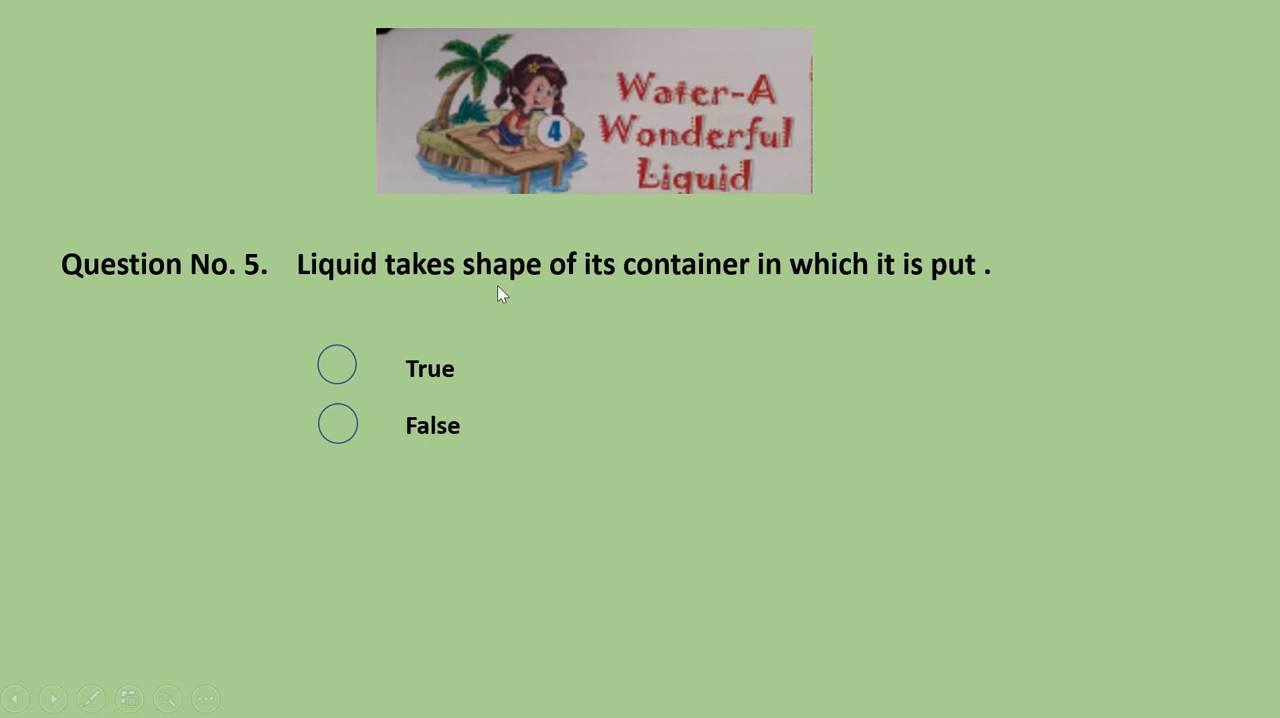 4
Water-A
Wonderful
Liquid
Question No. 5. Liquid takes shape of its container in which it is put .
True
False